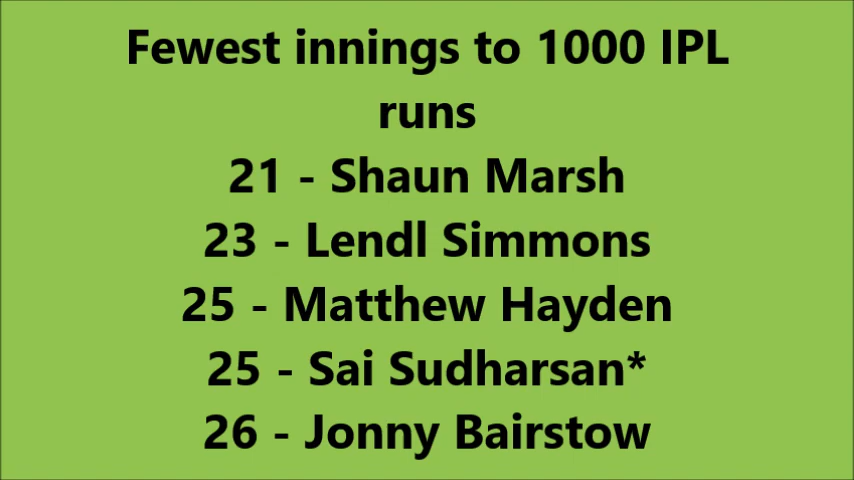 Fewest innings to 1000 IPL
runs
21 - Shaun Marsh
23 - Lendl Simmons
25 - Matthew Hayden
25 - Sai Sudharsan*
26 - Jonny Bairstow